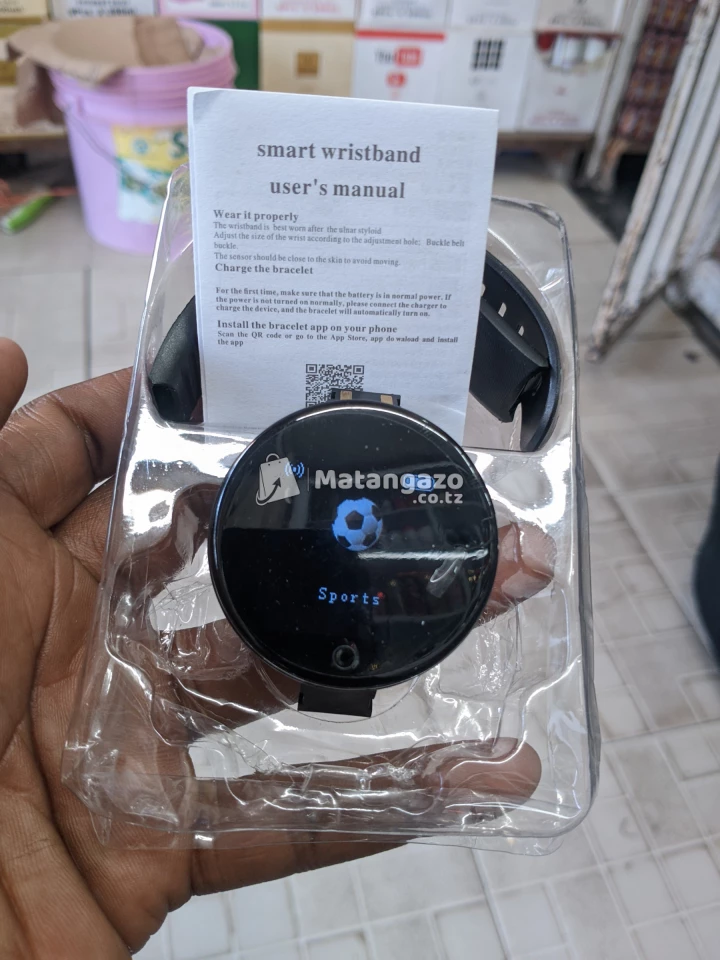 smart wristband
user's manual
Wear it properly
The wristband is best worn after the ulnar styloid
Adjust the size of the wrist according to the adjustment hole; Buckle belt
buckle.
The sensor should be close to the skin to avoid moving.
Charge the bracelet
For the first time, make sure that the battery is in normal power. If
the power is not turned on normally, please connect the charger to
charge the device, and the bracelet will automatically turn on.
Install the bracelet app on your phone
Scan the QR code or go to the App Store, app do waload and install
the app
Matangazo
.co.tz
Sports